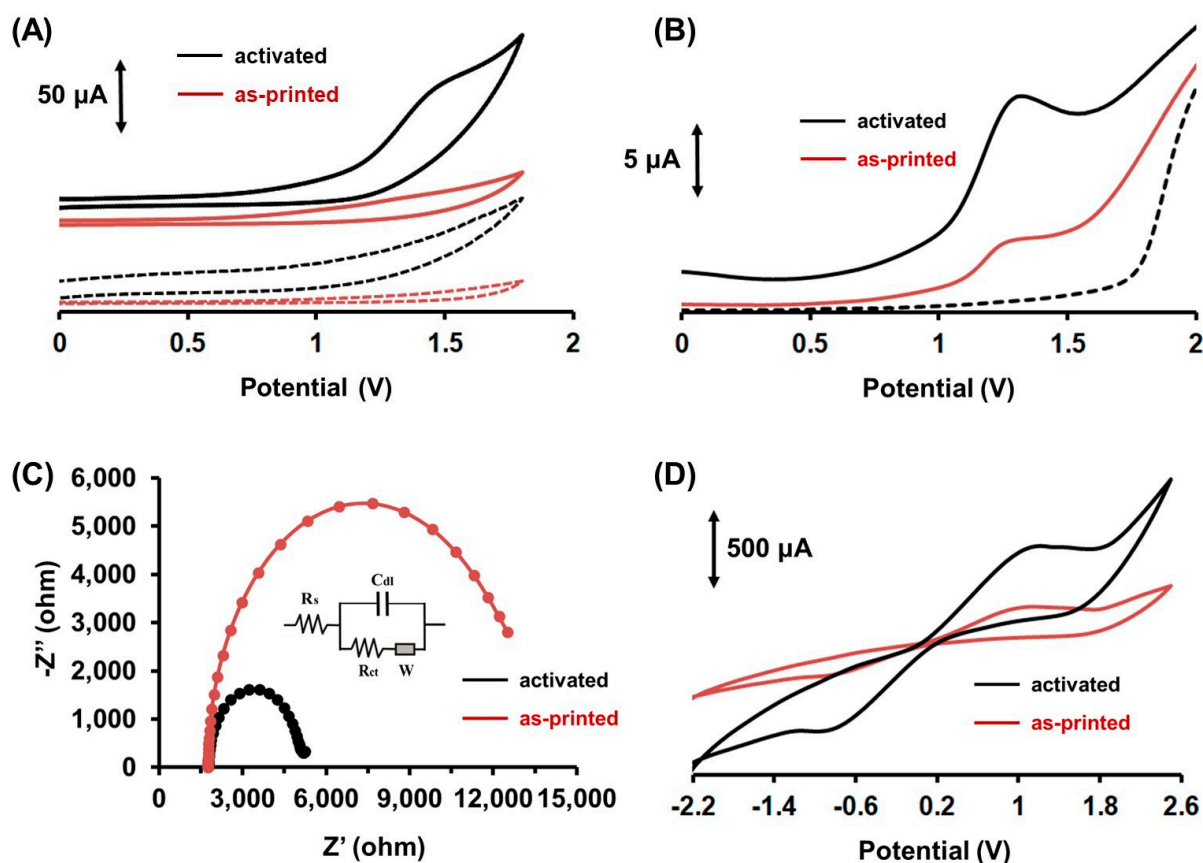 (A)
activated
50 µA
as-printed
0
0.5
1
1.5
2
Potential (V)
(B)
activated
5 µA
as-printed
0
0.5
1
1.5
2
Potential (V)
(C)
6,000
5,000
4,000
3,000
2,000
1,000
0
-Z’’ (ohm)
Rs
Cdl
Rct
W
activated
as-printed
0
3,000
6,000
9,000
12,000
15,000
Z’ (ohm)
(D)
500 µA
activated
as-printed
-2.2
-1.4
-0.6
0.2
1
1.8
2.6
Potential (V)